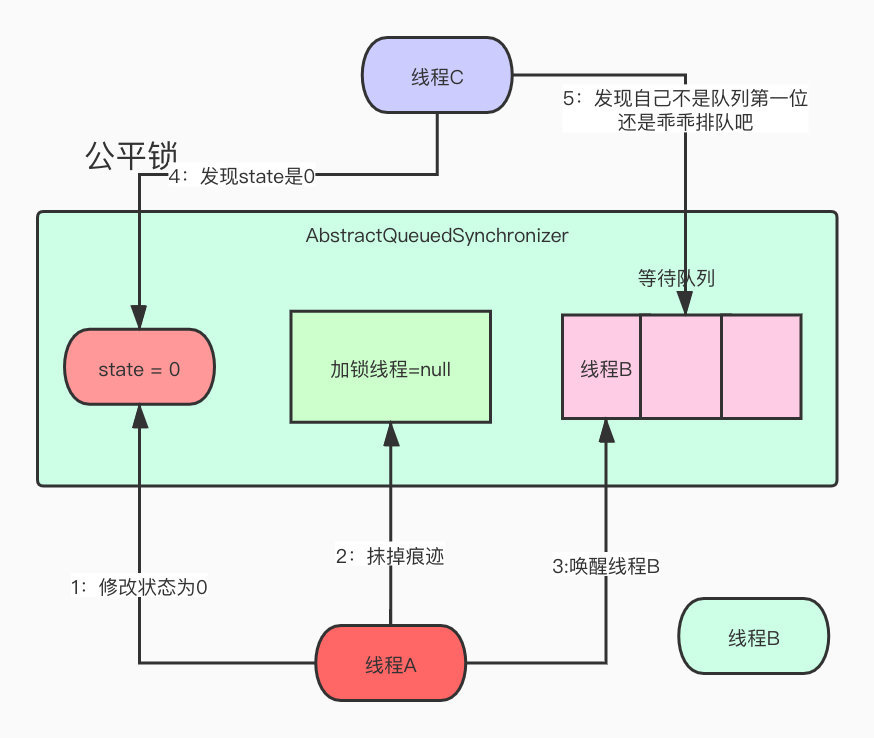 线程C
5：发现自己不是队列第一位
还是乖乖排队吧
公平锁
4：发现state是0
AbstractQueuedSynchronizer
等待队列
state = 0
加锁线程=null
线程B
2：抹掉痕迹
3:唤醒线程B
1：修改状态为0
线程B
线程A